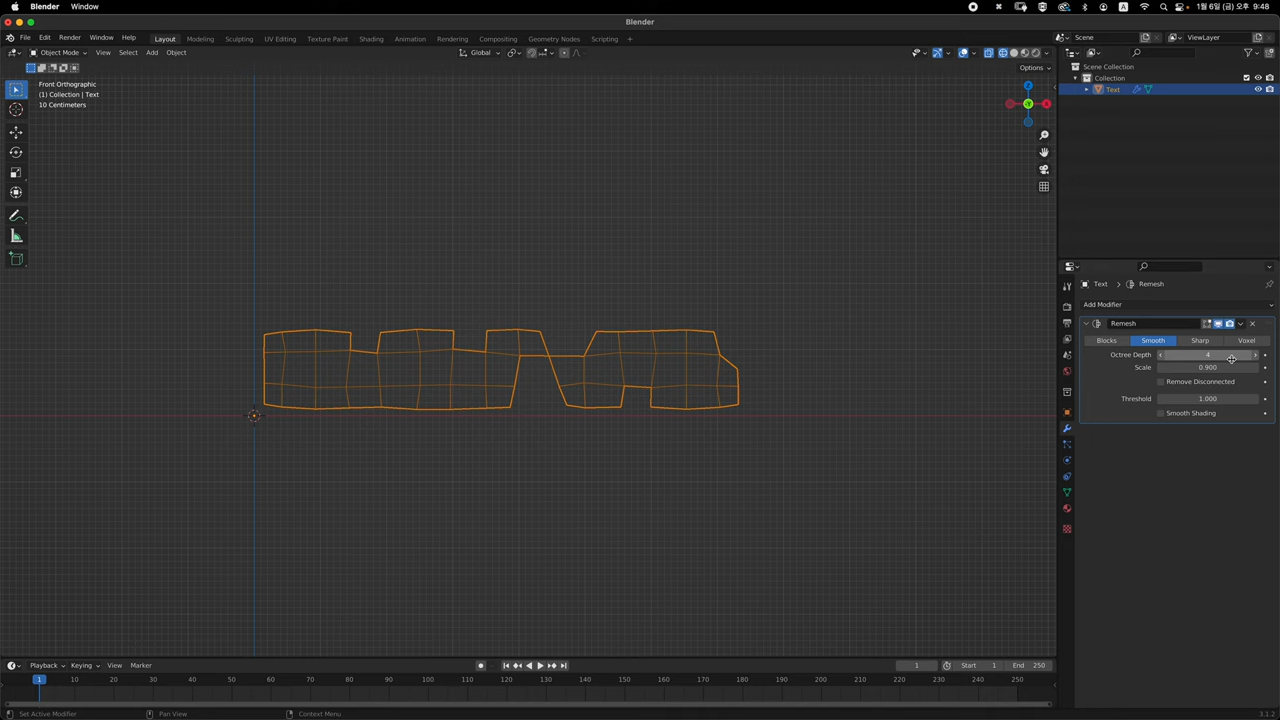 Blender Window A 1월 6일(금) 오후 9:48
Blender
File Edit Render Window Help Layout Modeling Sculpting UV Editing Texture Paint Shading Animation Rendering Compositing Geometry Nodes Scripting + Scene ViewLayer
Object Mode View Select Add Object Global
Options
Scene Collection
Collection
Text
Front Orthographic
(1) Collection | Text
10 Centimeters
Y
Text > Remesh
Add Modifier
Remesh
Blocks Smooth Sharp Voxel
Octree Depth 4
Scale 0.900
Remove Disconnected
Threshold 1.000
Smooth Shading
Playback Keying View Marker 1 Start 1 End 250
1 10 20 30 40 50 60 70 80 90 100 110 120 130 140 150 160 170 180 190 200 210 220 230 240 250
Set Active Modifier Pan View Context Menu 3.1.2